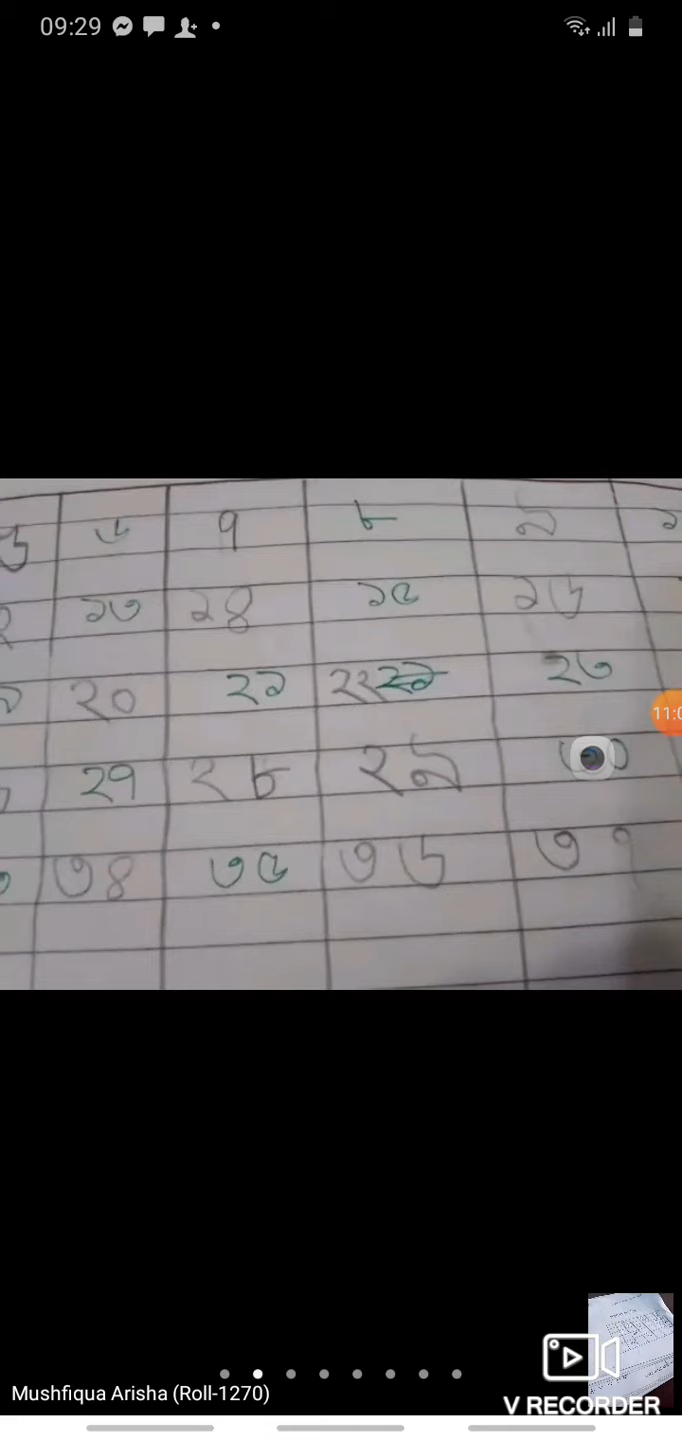 09:29
৬ ৭ ৮ ৯
১৩ ১৪ ১৫ ১৬
২০ ২১ ২২ ২৩
২৭ ২৮ ২৯
৩৪ ৩৫ ৩৬ ৩৭
Mushfiqua Arisha (Roll-1270)
V RECORDER